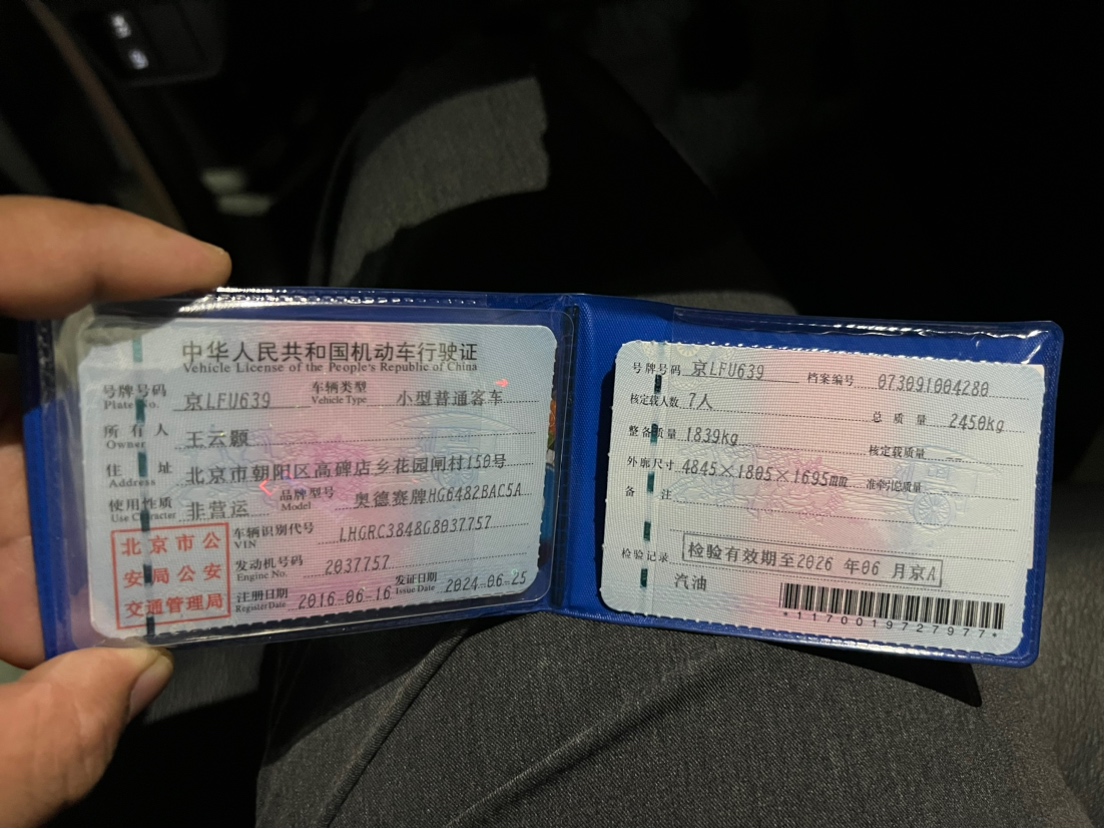 中华人民共和国机动车行驶证
Vehicle License of the People's Republic of China
号牌号码 京LFU639 车辆类型 小型普通客车
Plate No. Vehicle Type
所有人 王云颢
Owner
住址 北京市朝阳区高碑店乡花园闸村150号
Address
使用性质 非营运 品牌型号 奥德赛牌HG6482BAC5A
Use Character Model
北京市公
安局公安
交通管理局
车辆识别代号 LHGRC3848G8037757
VIN
发动机号码 2037757
Engine No.
注册日期 2016-06-16 发证日期 2024-06-25
Register Date Issue Date
号牌号码 京LFU639 档案编号 073091004280
核定载人数 7人 总质量 2450kg
整备质量 1839kg 核定载质量 --
外廓尺寸 4845×1805×1695mm 准牵引总质量 --
备注
检验记录 检验有效期至2026年06月京A
汽油
*1170019727977*